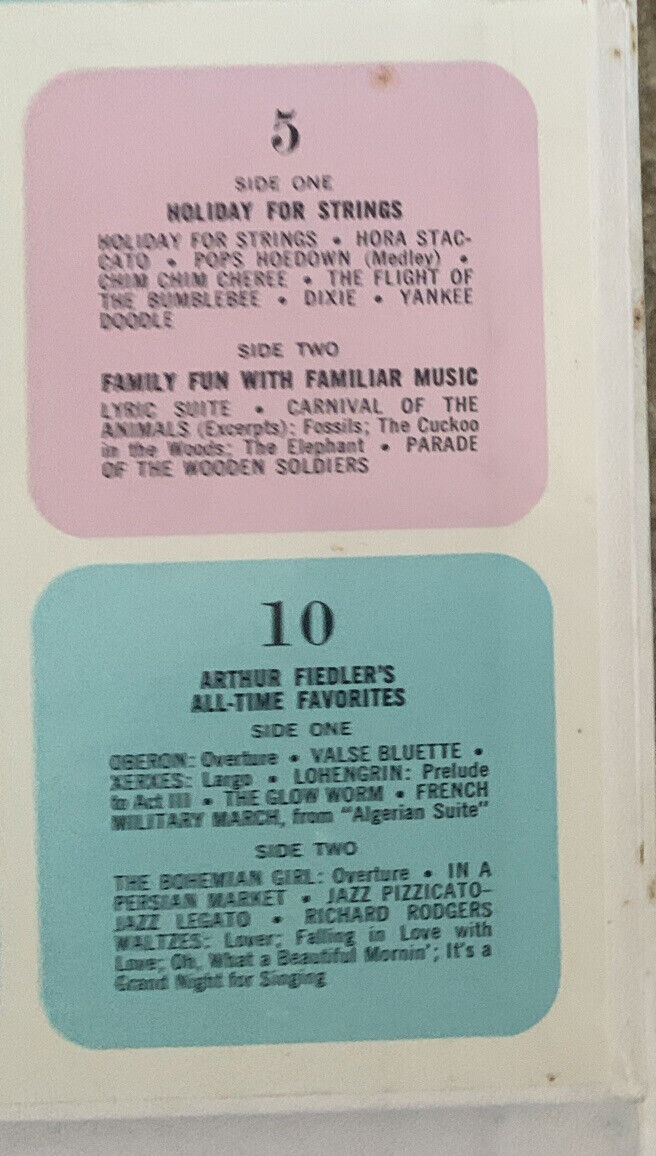 5
SIDE ONE
HOLIDAY FOR STRINGS
HOLIDAY FOR STRINGS • HORA STAC-
CATO • POPS HOEDOWN (Medley) •
CHIM CHIM CHEREE • THE FLIGHT OF
THE BUMBLEBEE • DIXIE • YANKEE
DOODLE
SIDE TWO
FAMILY FUN WITH FAMILIAR MUSIC
LYRIC SUITE • CARNIVAL OF THE
ANIMALS (Excerpts): Fossils; The Cuckoo
in the Woods; The Elephant • PARADE
OF THE WOODEN SOLDIERS
10
ARTHUR FIEDLER'S
ALL-TIME FAVORITES
SIDE ONE
OBERON: Overture • VALSE BLUETTE •
XERXES: Largo • LOHENGRIN: Prelude
to Act III • THE GLOW WORM • FRENCH
MILITARY MARCH, from "Algerian Suite"
SIDE TWO
THE BOHEMIAN GIRL: Overture • IN A
PERSIAN MARKET • JAZZ PIZZICATO–
JAZZ LEGATO • RICHARD RODGERS
WALTZES: Lover; Falling in Love with
Love; Oh, What a Beautiful Mornin'; It's a
Grand Night for Singing